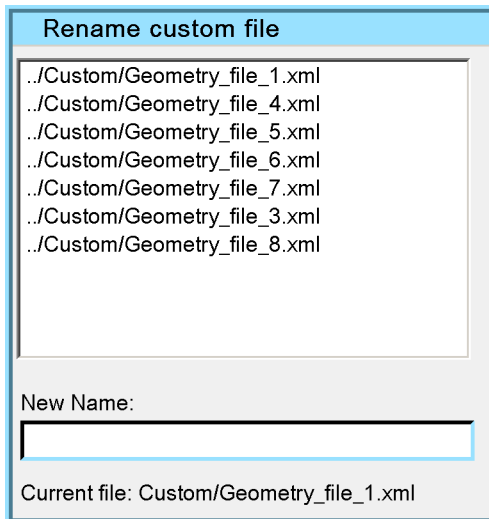 Rename custom file
../Custom/Geometry_file_1.xml
../Custom/Geometry_file_4.xml
../Custom/Geometry_file_5.xml
../Custom/Geometry_file_6.xml
../Custom/Geometry_file_7.xml
../Custom/Geometry_file_3.xml
../Custom/Geometry_file_8.xml
New Name:
Current file: Custom/Geometry_file_1.xml